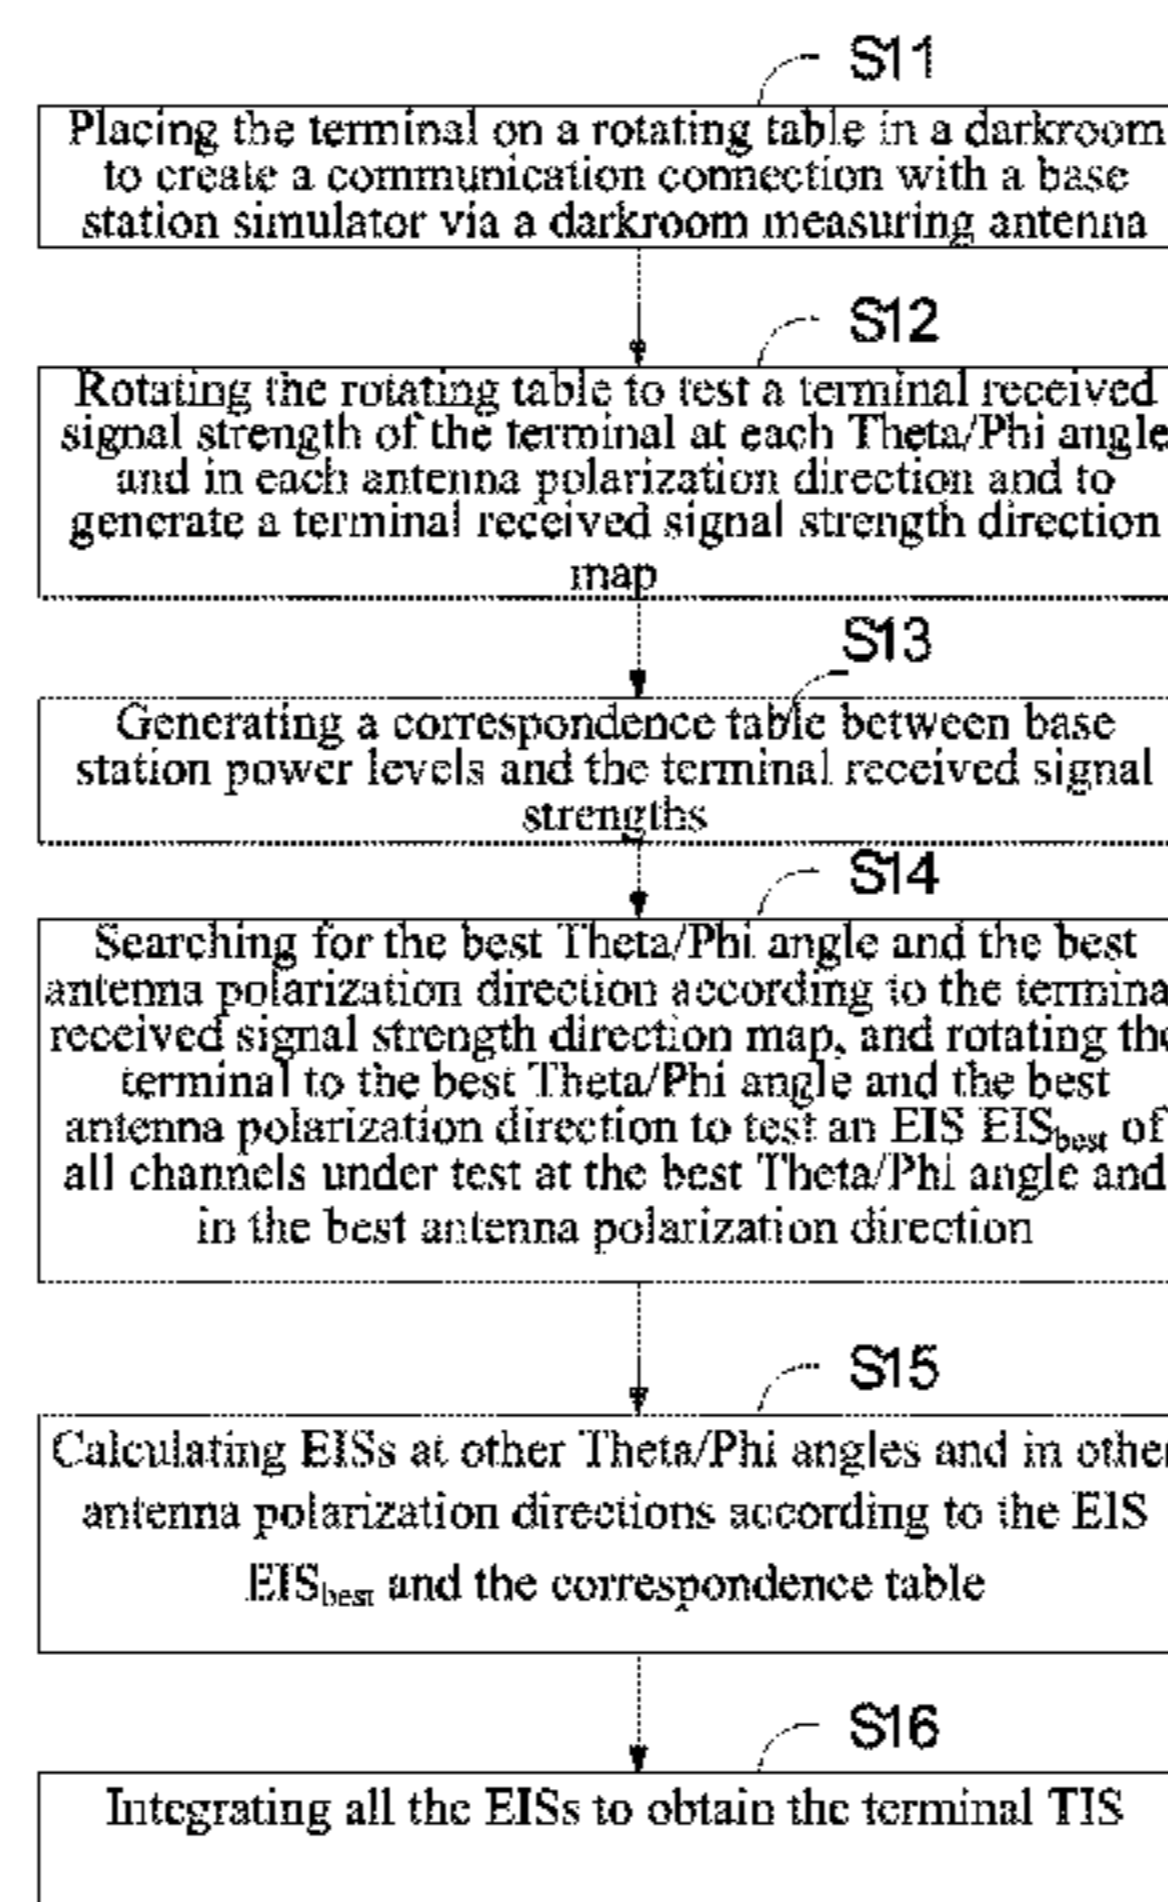 S11
Placing the terminal on a rotating table in a darkroom
to create a communication connection with a base
station simulator via a darkroom measuring antenna
S12
Rotating the rotating table to test a terminal received
signal strength of the terminal at each Theta/Phi angle
and in each antenna polarization direction and to
generate a terminal received signal strength direction
map
S13
Generating a correspondence table between base
station power levels and the terminal received signal
strengths
S14
Searching for the best Theta/Phi angle and the best
antenna polarization direction according to the termina
received signal strength direction map, and rotating the
terminal to the best Theta/Phi angle and the best
antenna polarization direction to test an EIS EISbest of
all channels under test at the best Theta/Phi angle and
in the best antenna polarization direction
S15
Calculating EISs at other Theta/Phi angles and in other
antenna polarization directions according to the EIS
EISbest and the correspondence table
S16
Integrating all the EISs to obtain the terminal TIS